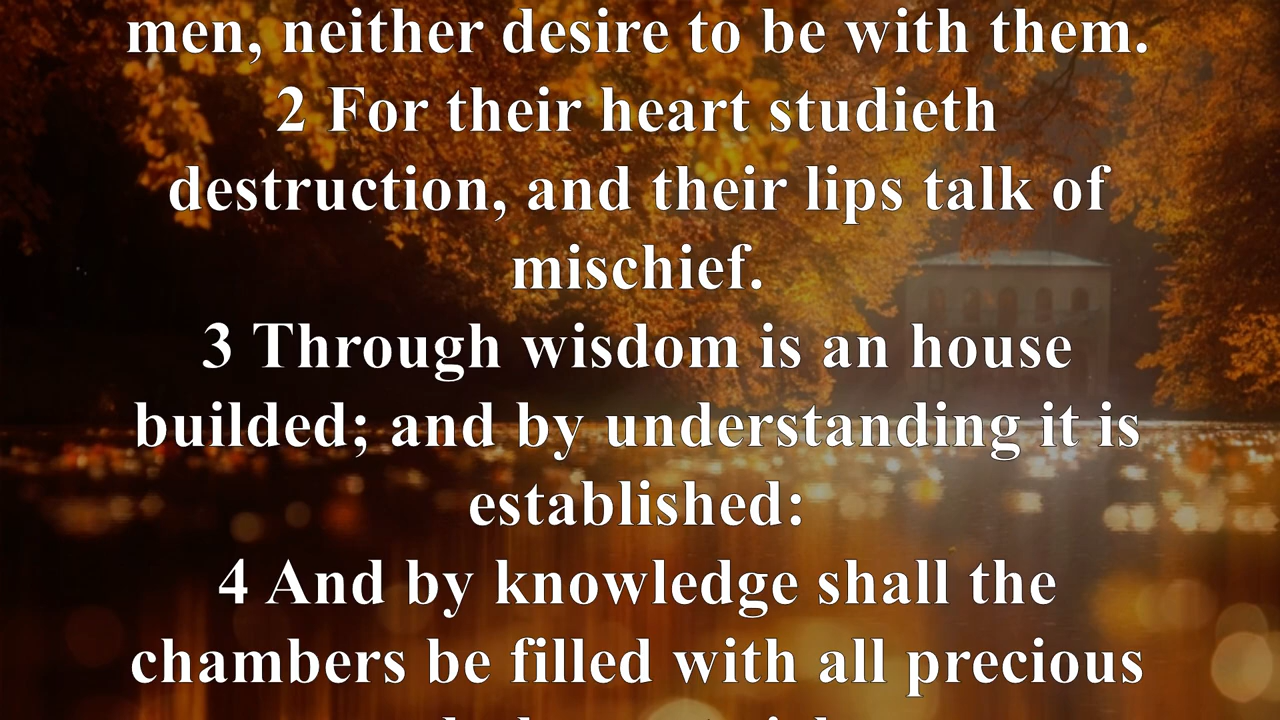 men, neither desire to be with them.
2 For their heart studieth
destruction, and their lips talk of
mischief.
3 Through wisdom is an house
builded; and by understanding it is
established:
4 And by knowledge shall the
chambers be filled with all precious